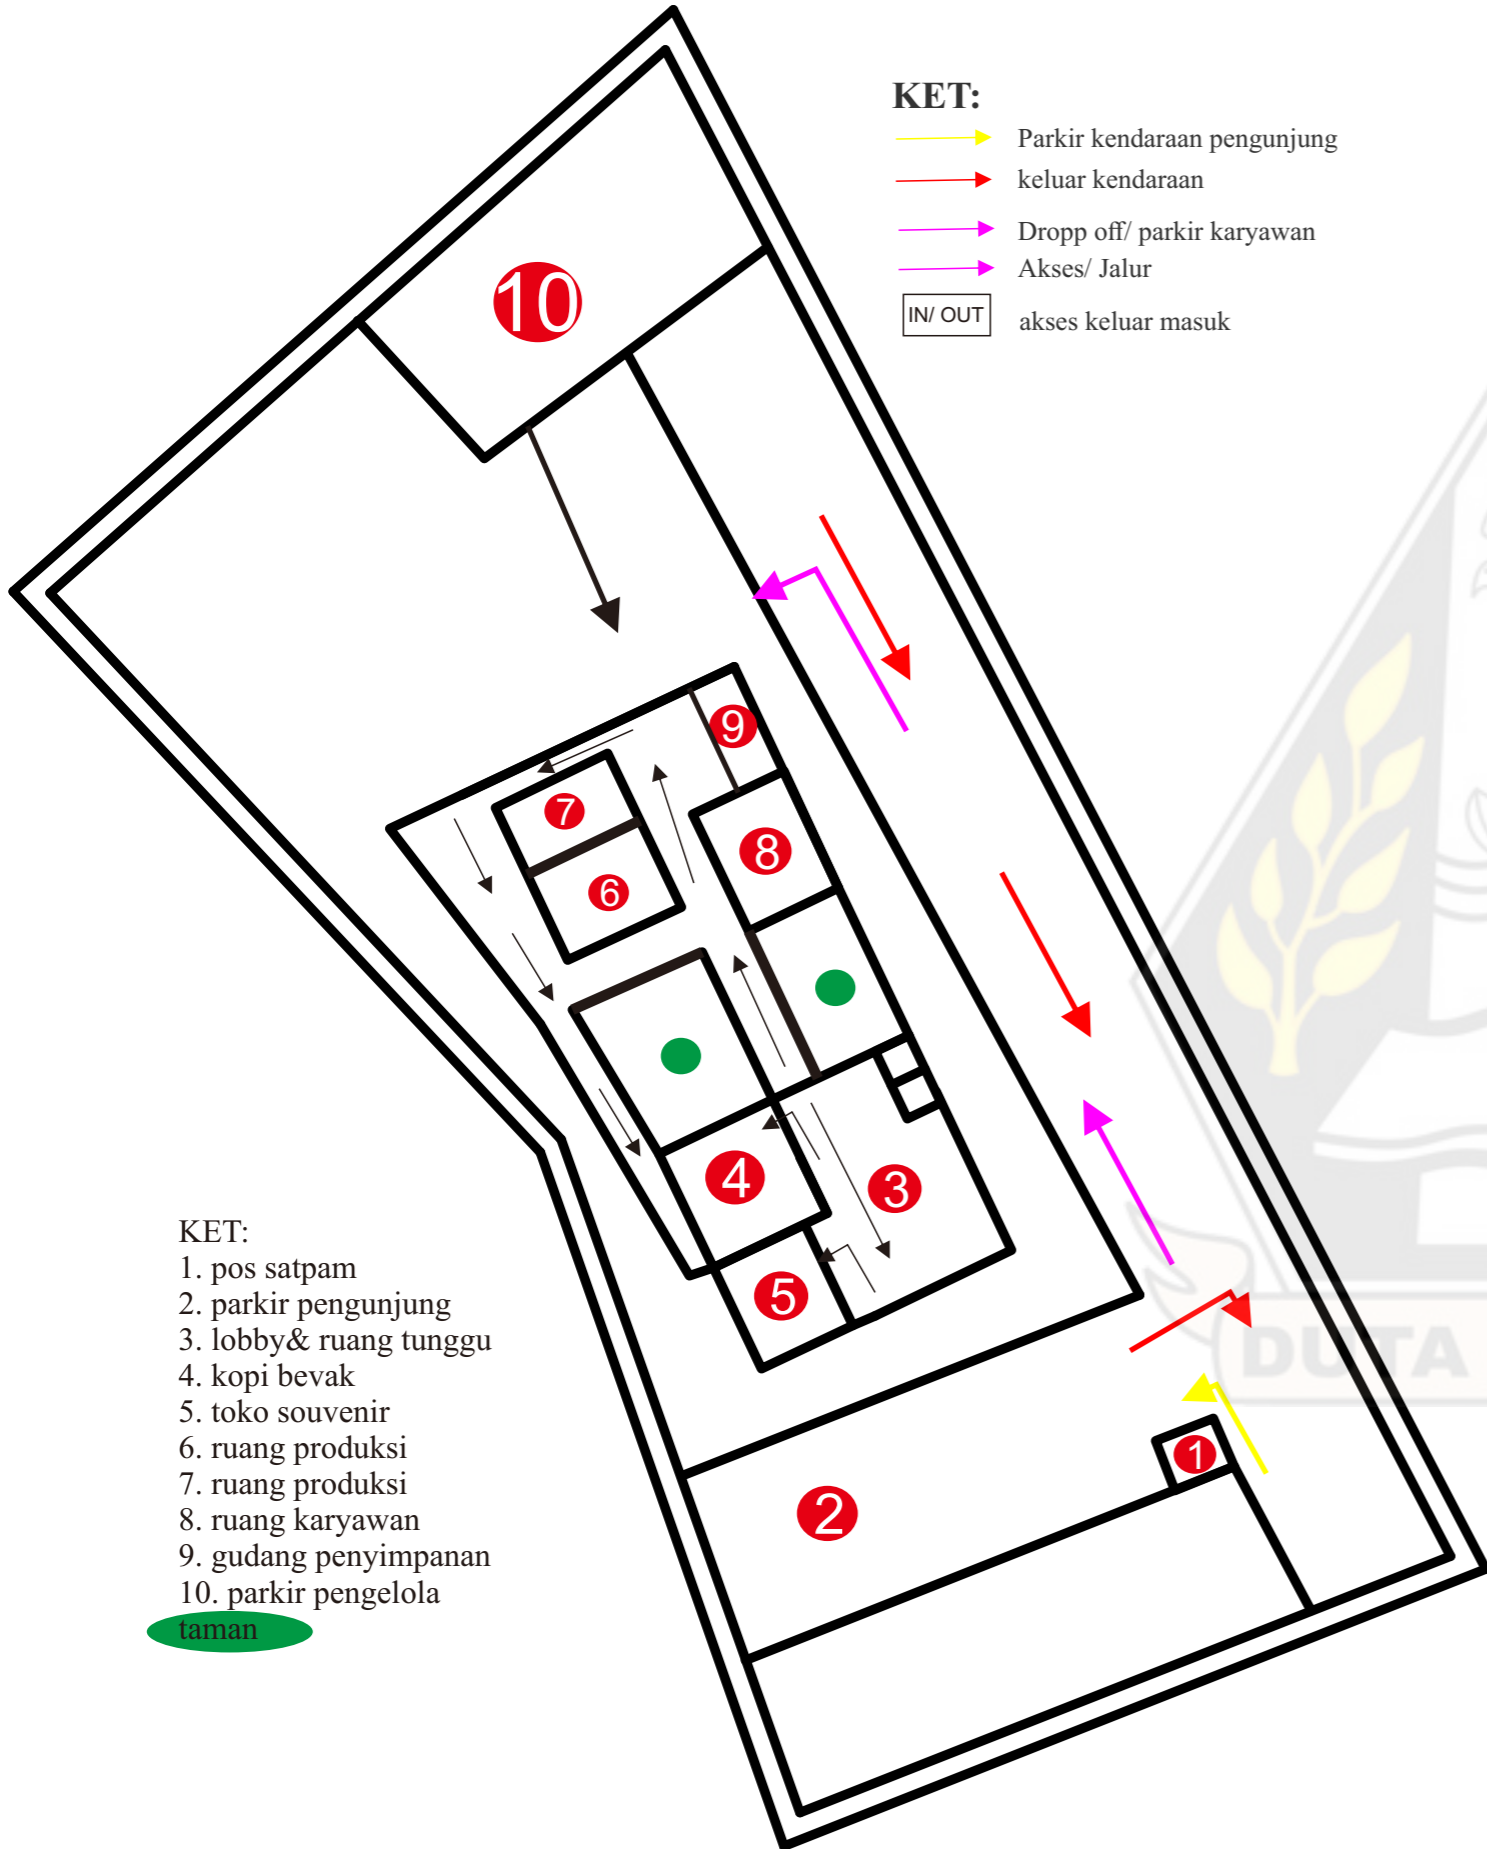 KET:
Parkir kendaraan pengunjung
keluar kendaraan
Dropp off/ parkir karyawan
Akses/ Jalur
IN/ OUT akses keluar masuk
10
9
7
8
6
4
3
5
1
2
DUTA
KET:
1. pos satpam
2. parkir pengunjung
3. lobby& ruang tunggu
4. kopi bevak
5. toko souvenir
6. ruang produksi
7. ruang produksi
8. ruang karyawan
9. gudang penyimpanan
10. parkir pengelola
taman